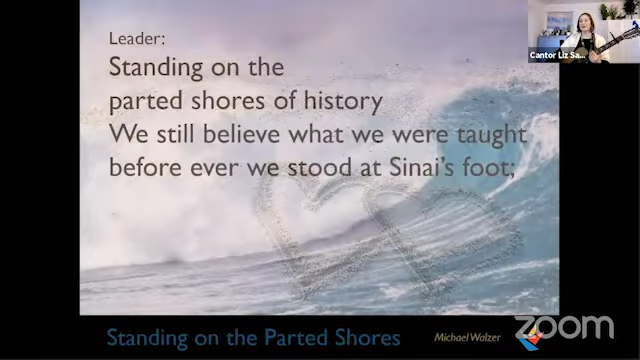 Leader:
Standing on the
parted shores of history
We still believe what we were taught
before ever we stood at Sinai's foot;
Cantor Liz Sa...
Standing on the Parted Shores
Michael Walzer
zoom